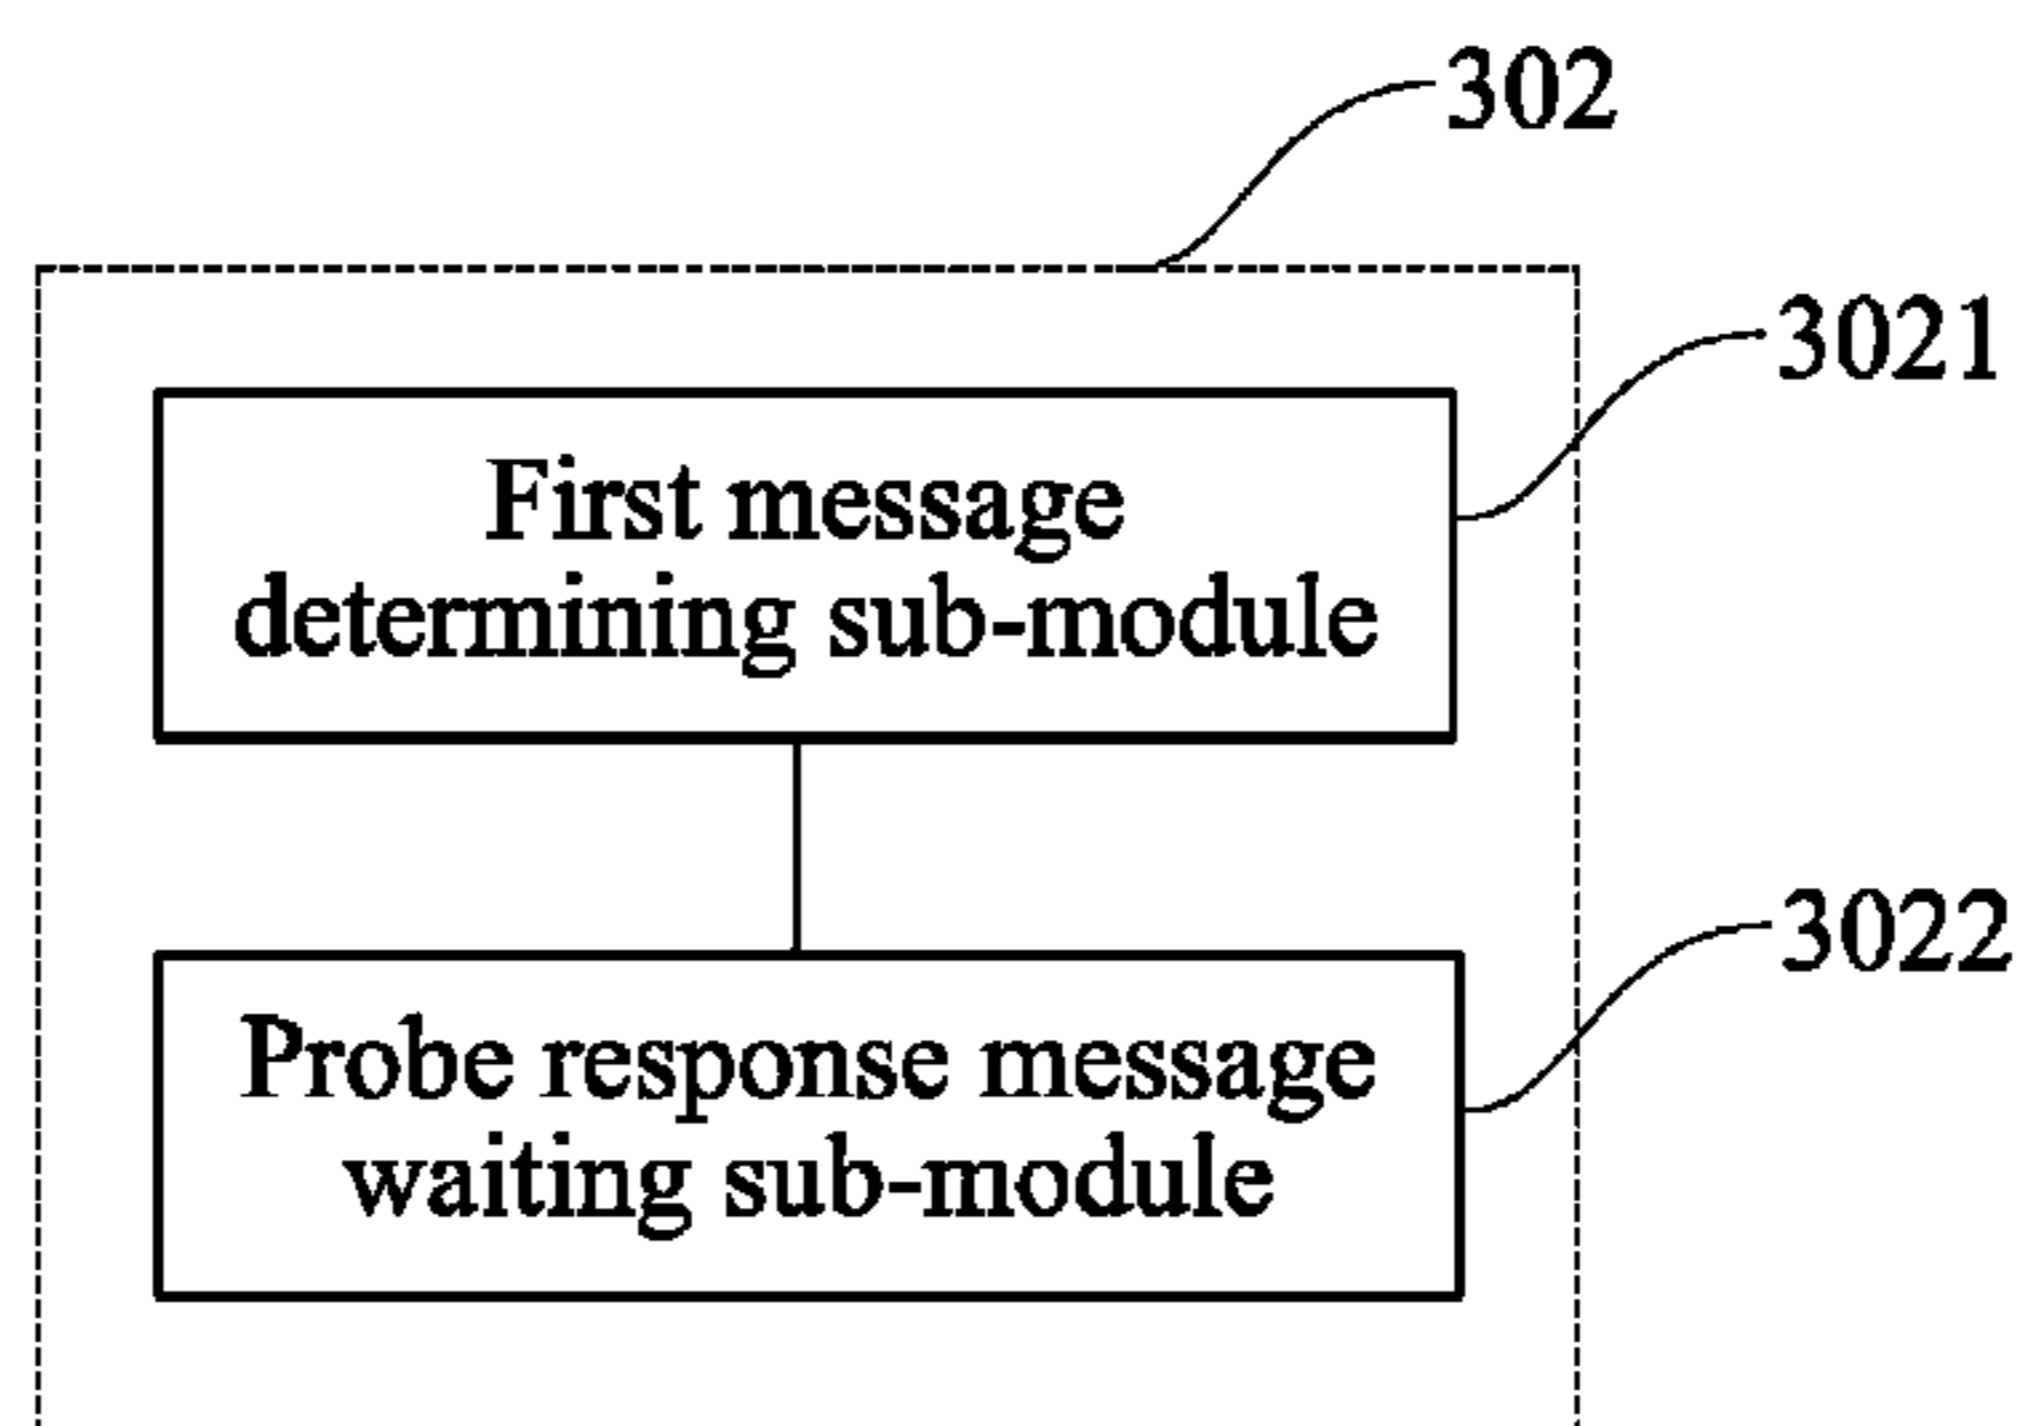 302
3021
First message
determining sub-module
3022
Probe response message
waiting sub-module